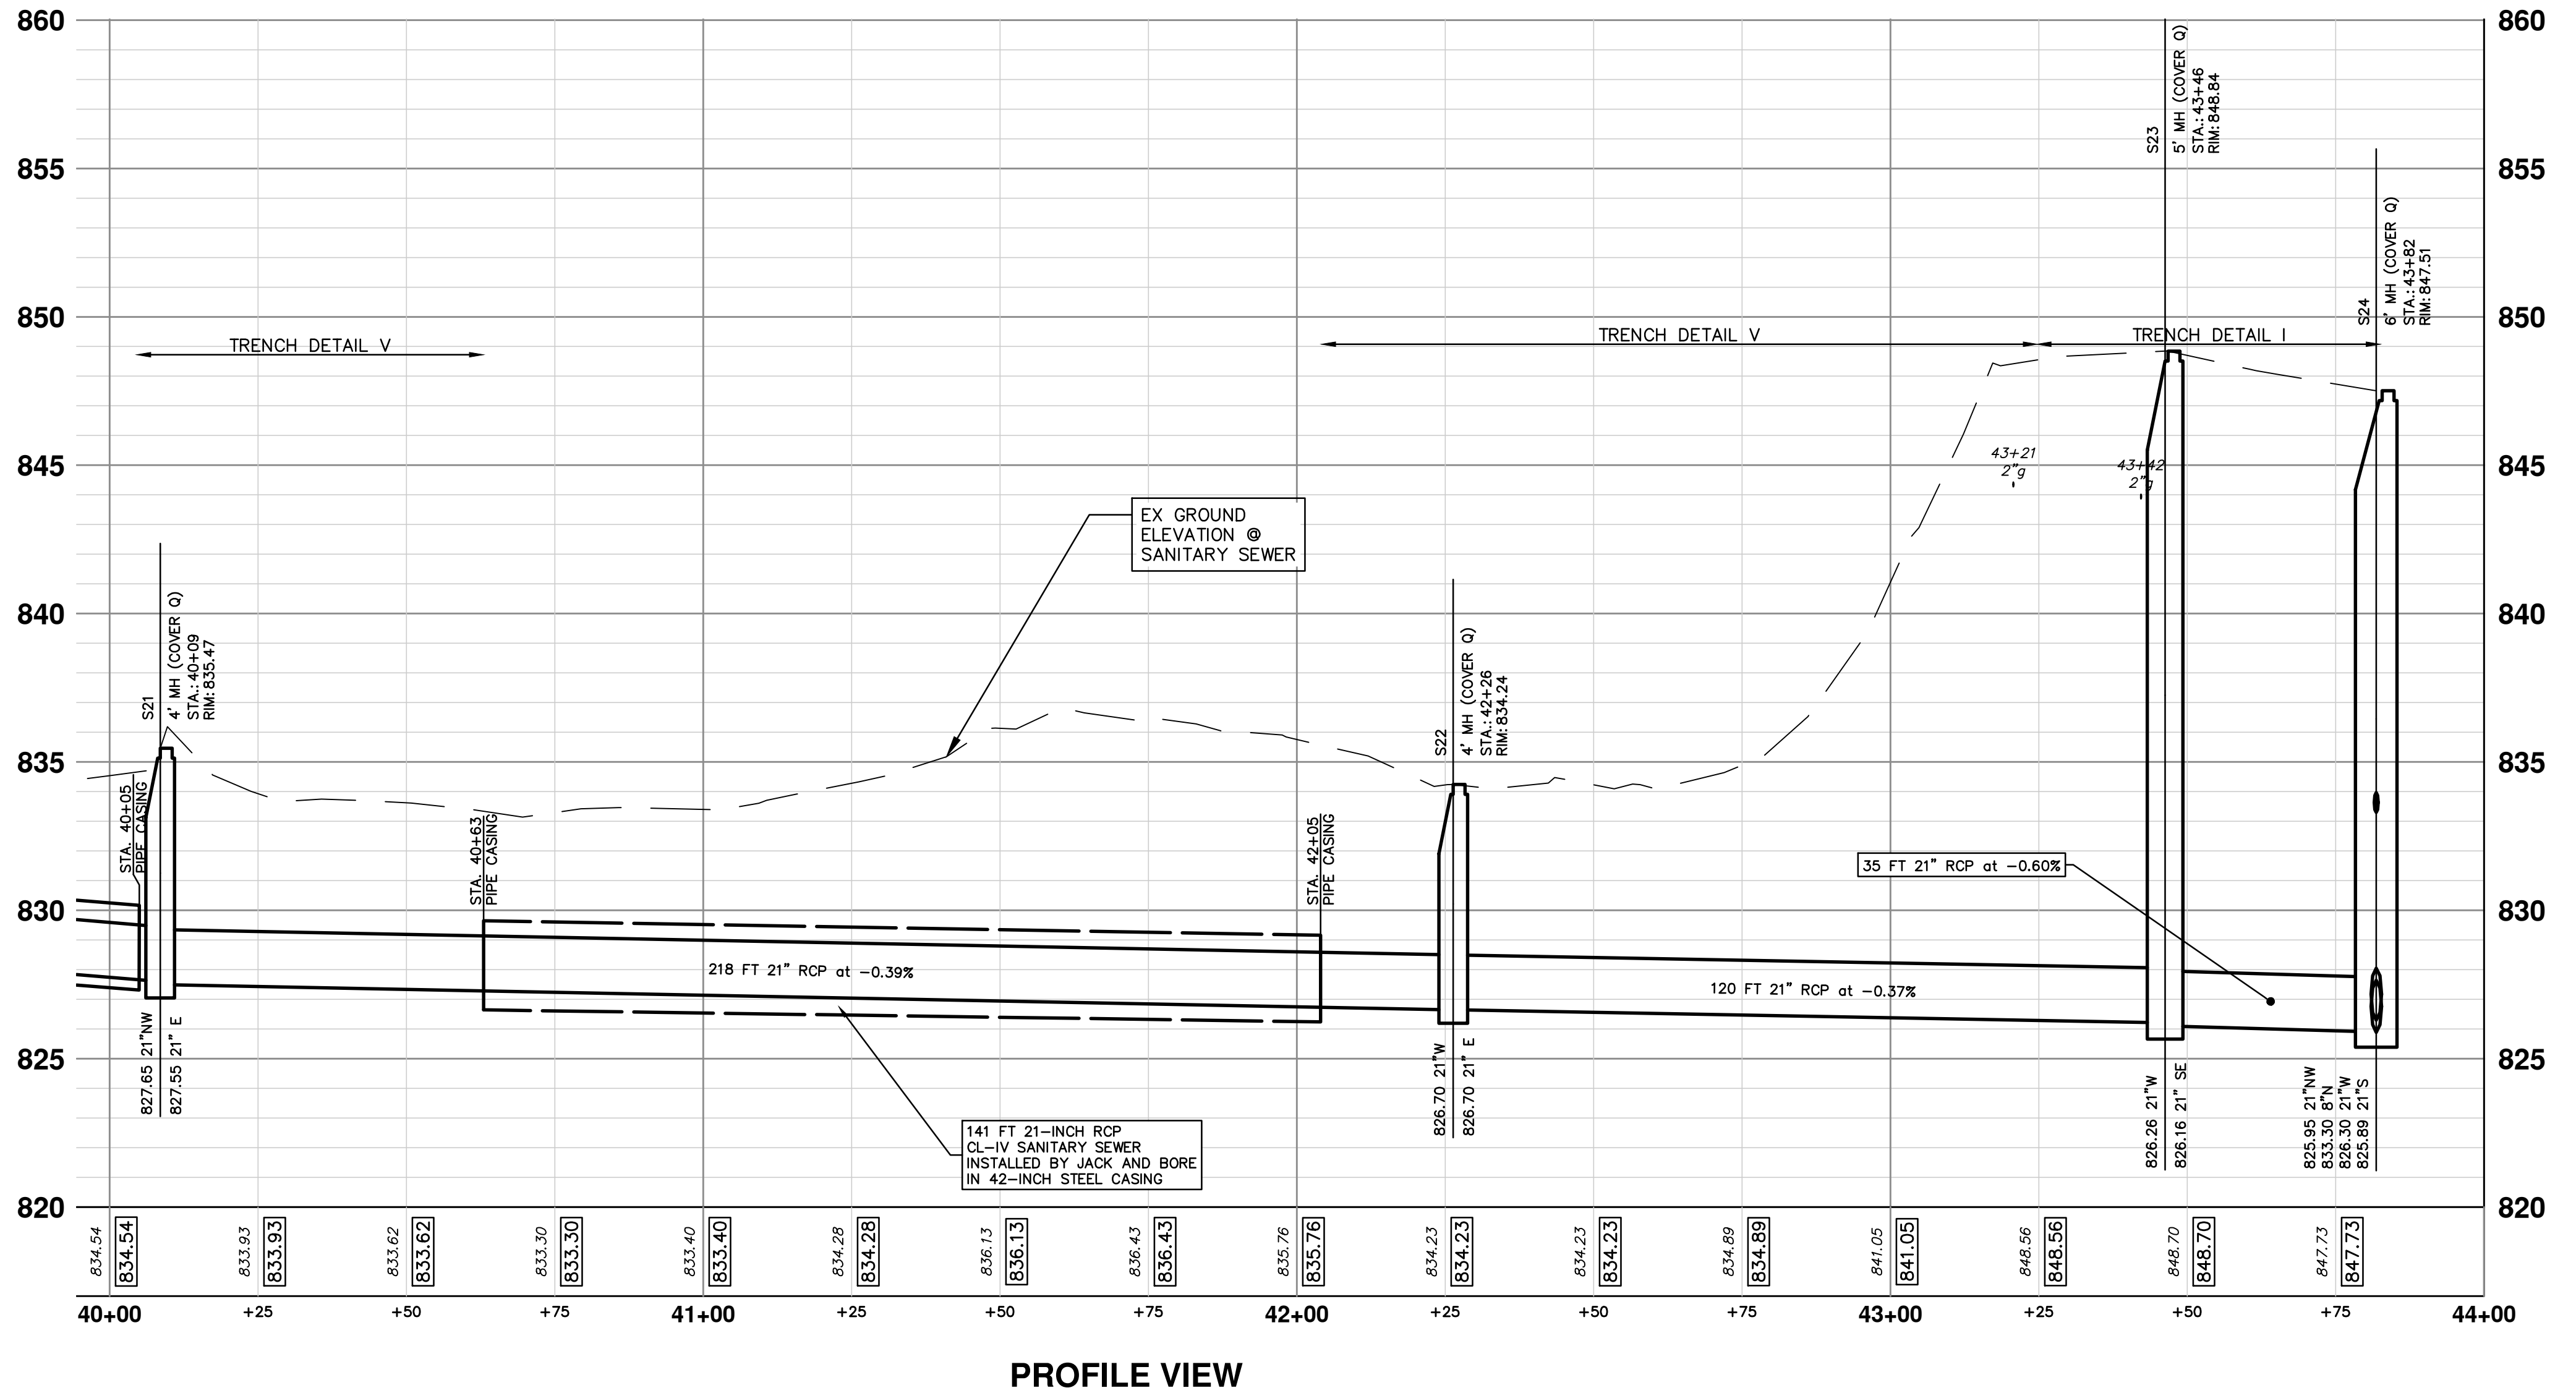 860
855
850
845
840
835
830
825
820
860
855
850
845
840
835
830
825
820
TRENCH DETAIL V
TRENCH DETAIL V
TRENCH DETAIL I
S21
4' MH (COVER Q)
STA.: 40+09
RIM: 835.47
STA. 40+05
PIPE CASING
827.65 21"NW
827.55 21" E
STA. 40+63
PIPE CASING
218 FT 21" RCP at -0.39%
EX GROUND
ELEVATION @
SANITARY SEWER
141 FT 21-INCH RCP
CL-IV SANITARY SEWER
INSTALLED BY JACK AND BORE
IN 42-INCH STEEL CASING
STA. 42+05
PIPE CASING
S22
4' MH (COVER Q)
STA.: 42+26
RIM: 834.24
826.70 21"W
826.70 21" E
120 FT 21" RCP at -0.37%
35 FT 21" RCP at -0.60%
43+21
2"g
43+42
2"g
S23
5' MH (COVER Q)
STA.: 43+46
RIM: 848.84
826.26 21"W
826.16 21" SE
S24
6' MH (COVER Q)
STA.: 43+82
RIM: 847.51
825.95 21"NW
833.30 8"N
826.30 21"W
825.89 21"S
834.54 834.54
833.93 833.93
833.62 833.62
833.30 833.30
833.40 833.40
834.28 834.28
836.13 836.13
836.43 836.43
835.76 835.76
834.23 834.23
834.23 834.23
834.89 834.89
841.05 841.05
848.56 848.56
848.70 848.70
847.73 847.73
40+00 +25 +50 +75 41+00 +25 +50 +75 42+00 +25 +50 +75 43+00 +25 +50 +75 44+00
PROFILE VIEW